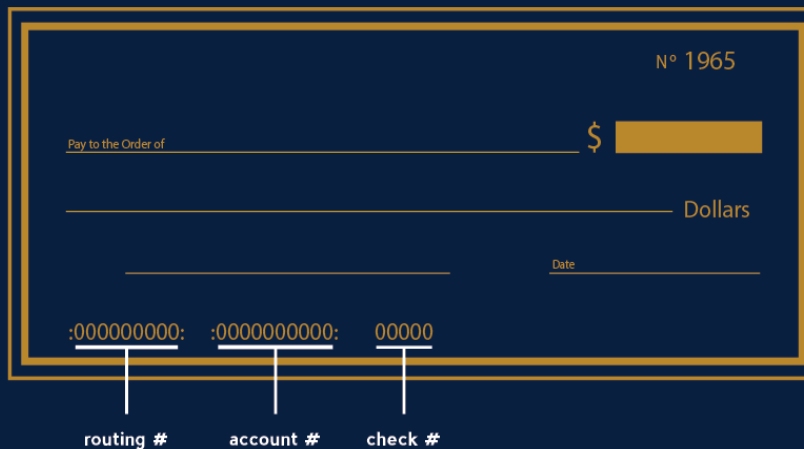 Nº 1965
Pay to the Order of $
Dollars
Date
:000000000: :0000000000: 00000
routing # account # check #